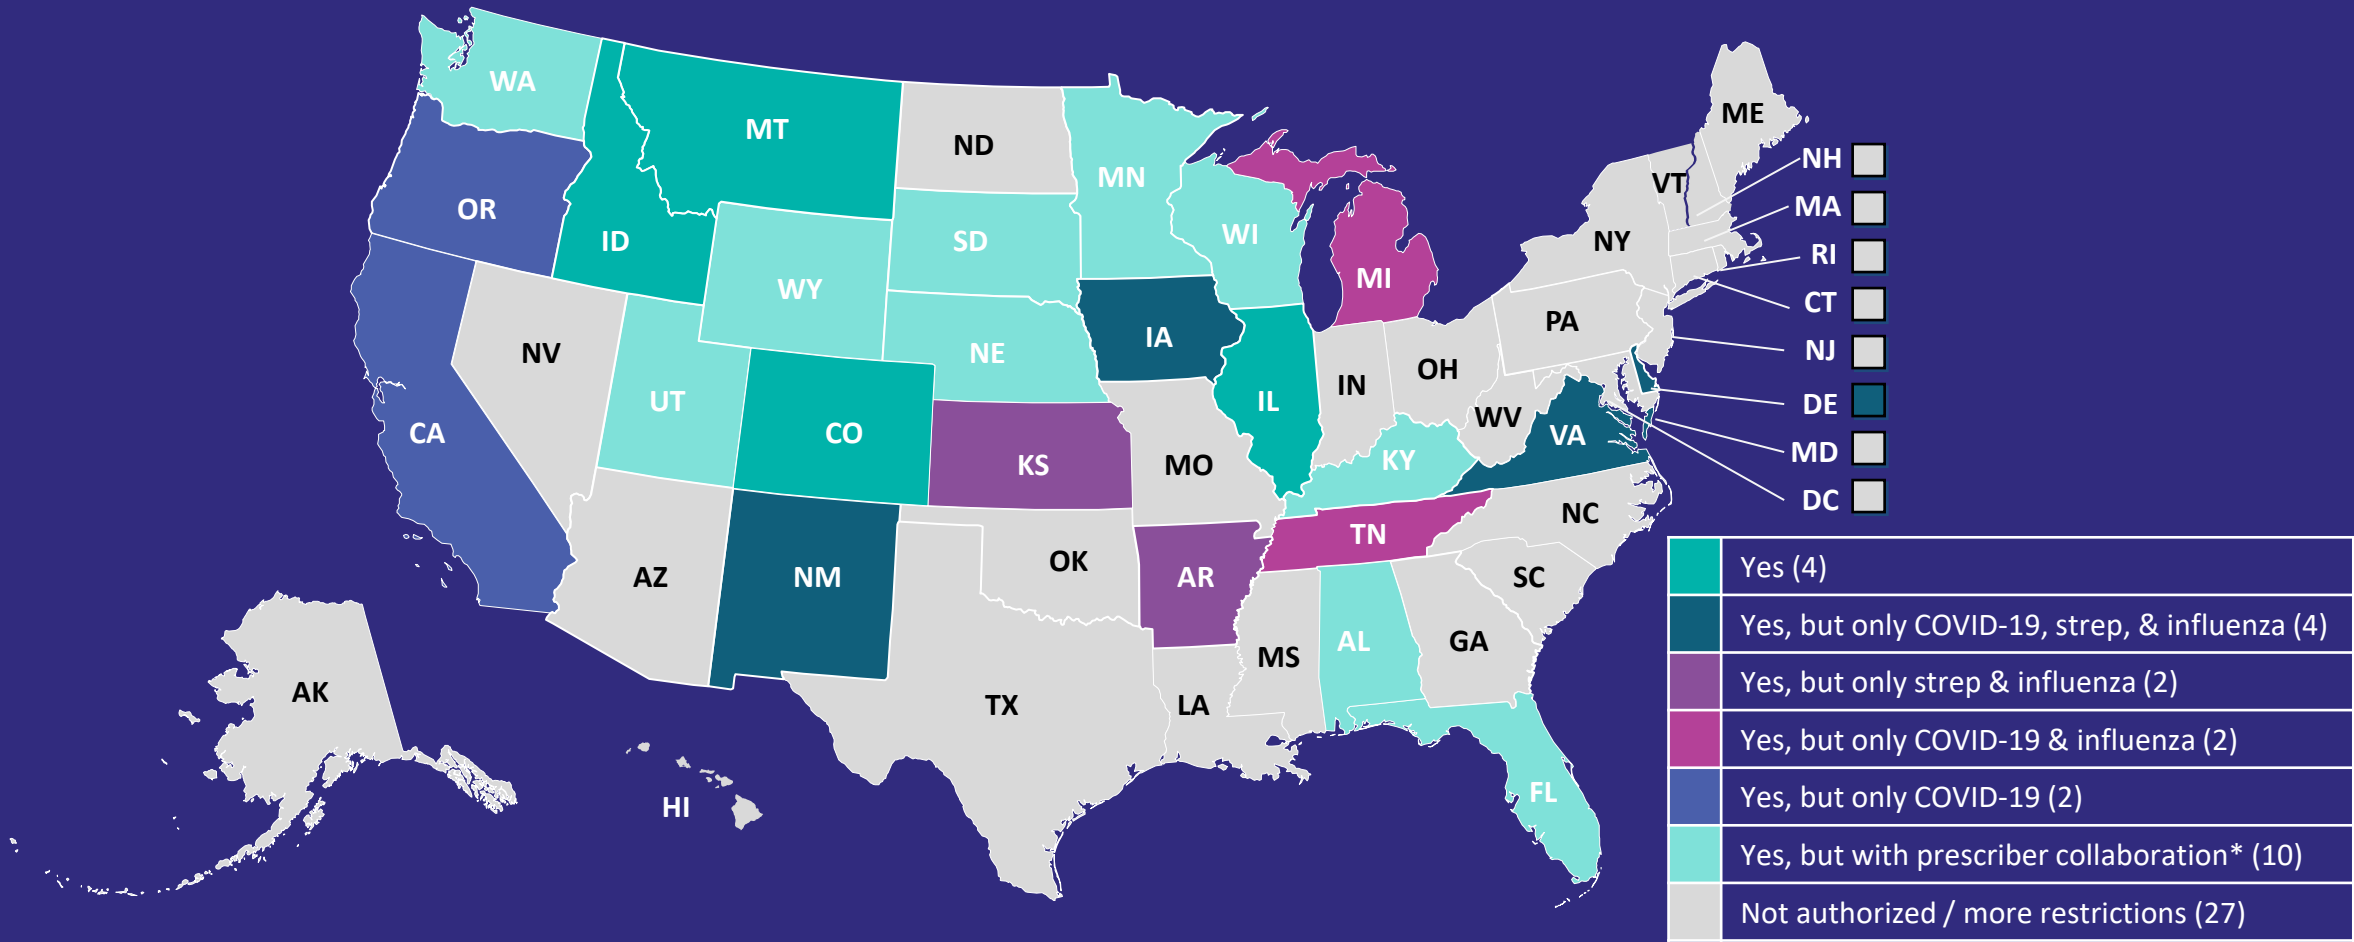 WA
MT
ND
MN
ME
OR
ID
SD
WI
VT
NH
MA
WY
NY
RI
MI
CT
NV
NE
IA
PA
NJ
UT
CO
IL
IN
OH
DE
CA
KS
MO
KY
WV
VA
MD
DC
AZ
NM
OK
AR
TN
NC
SC
AK
TX
LA
MS
AL
GA
HI
FL
Yes (4)
Yes, but only COVID-19, strep, & influenza (4)
Yes, but only strep & influenza (2)
Yes, but only COVID-19 & influenza (2)
Yes, but only COVID-19 (2)
Yes, but with prescriber collaboration* (10)
Not authorized / more restrictions (27)